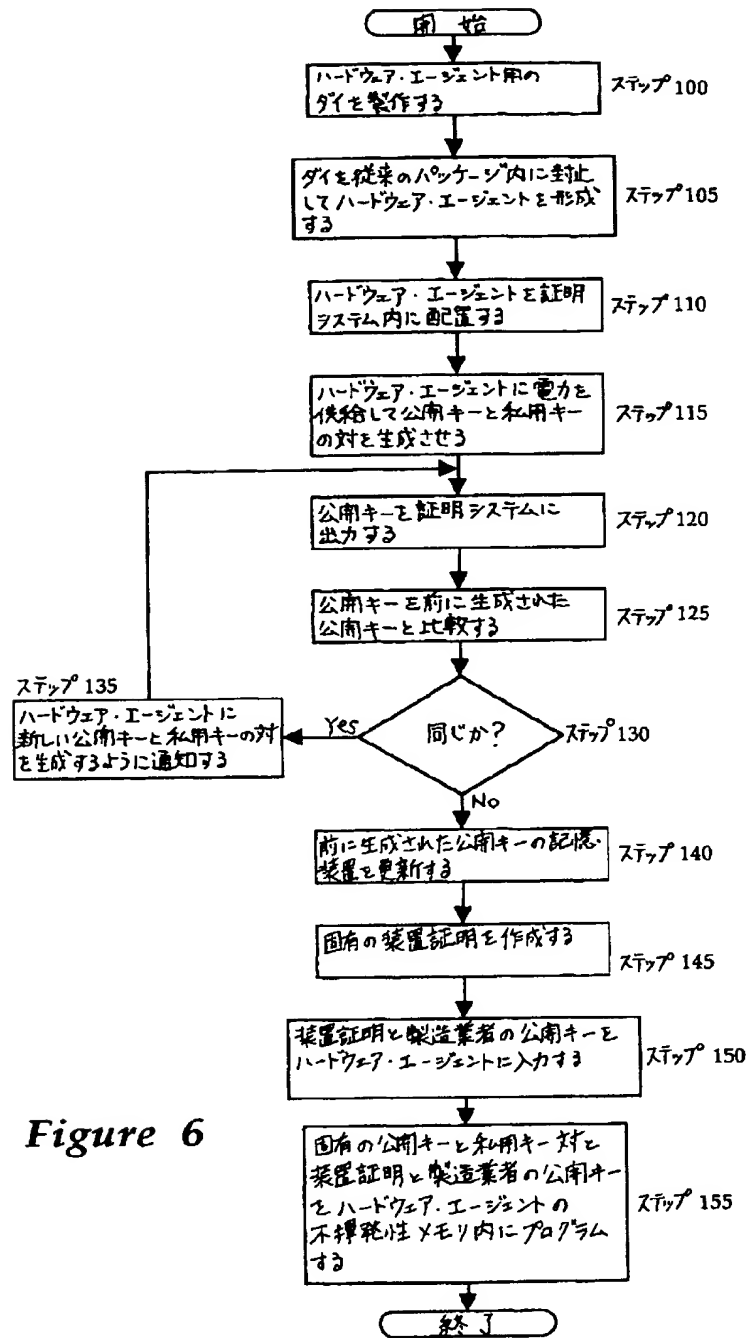 開始
ハードウェア・エージェント用の
ダイを製作する
ステップ 100
ダイを従来のパッケージ内に封止
してハードウェア・エージェントを形成
する
ステップ 105
ハードウェア・エージェントを証明
システム内に配置する
ステップ 110
ハードウェア・エージェントに電力を
供給して公開キーと私用キー
の対を生成させる
ステップ 115
公開キーを証明システムに
出力する
ステップ 120
公開キーを前に生成された
公開キーと比較する
ステップ 125
ステップ 135
ハードウェア・エージェントに
新しい公開キーと私用キーの対
を生成するように通知する
Yes
同じか?
ステップ 130
No
前に生成された公開キーの記憶
装置を更新する
ステップ 140
固有の装置証明を作成する
ステップ 145
装置証明と製造業者の公開キーを
ハードウェア・エージェントに入力する
ステップ 150
Figure 6
固有の公開キーと私用キー対と
装置証明と製造業者の公開キー
をハードウェア・エージェントの
不揮発性メモリ内にプログラム
する
ステップ 155
終了